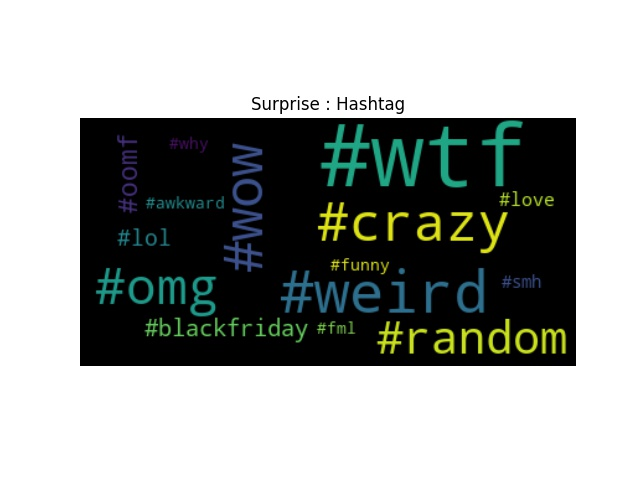 Surprise : Hashtag
#wtf
#why
#oomf
#wow
#love
#awkward
#crazy
#lol
#funny
#omg
#weird
#smh
#blackfriday
#fml
#random